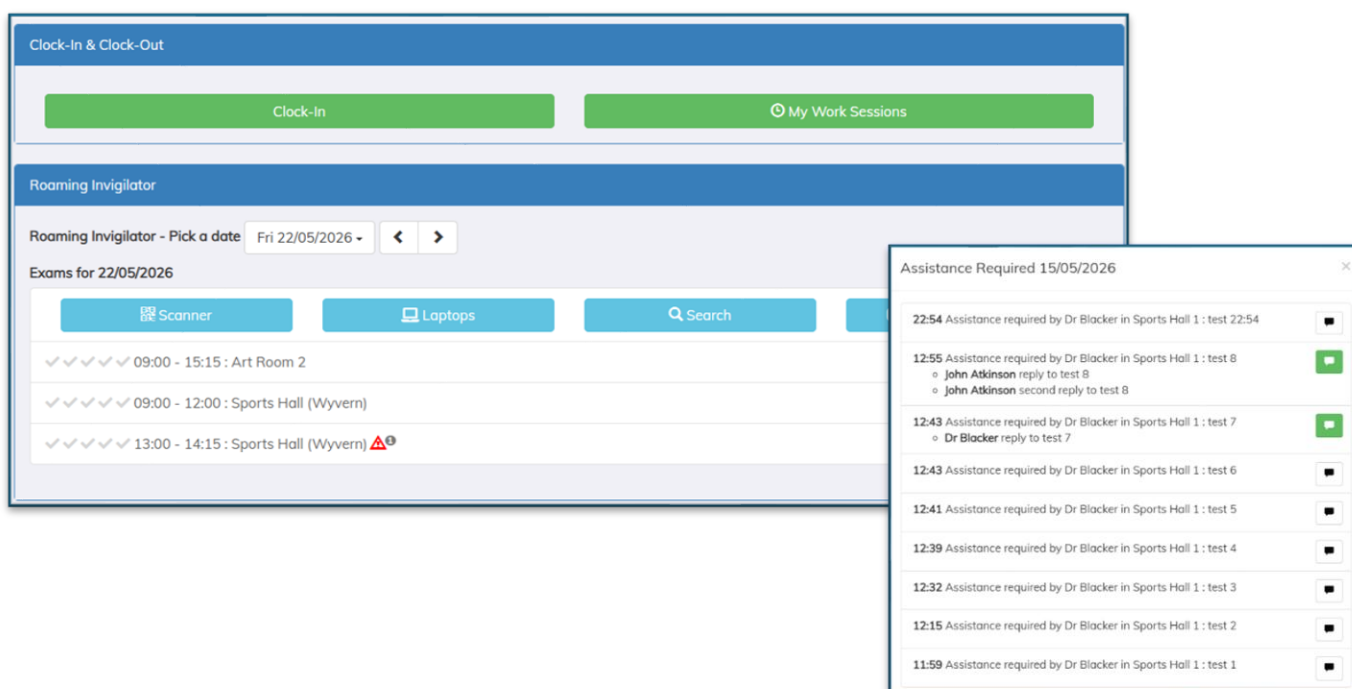 Clock-In & Clock-Out
Clock-In
My Work Sessions
Roaming Invigilator
Roaming Invigilator - Pick a date
Fri 22/05/2026
Exams for 22/05/2026
Scanner
Laptops
Search
09:00 - 15:15 : Art Room 2
09:00 - 12:00 : Sports Hall (Wyvern)
13:00 - 14:15 : Sports Hall (Wyvern)
Assistance Required 15/05/2026
22:54 Assistance required by Dr Blacker in Sports Hall 1 : test 22:54
12:55 Assistance required by Dr Blacker in Sports Hall 1 : test 8
John Atkinson reply to test 8
John Atkinson second reply to test 8
12:43 Assistance required by Dr Blacker in Sports Hall 1 : test 7
Dr Blacker reply to test 7
12:43 Assistance required by Dr Blacker in Sports Hall 1 : test 6
12:41 Assistance required by Dr Blacker in Sports Hall 1 : test 5
12:39 Assistance required by Dr Blacker in Sports Hall 1 : test 4
12:32 Assistance required by Dr Blacker in Sports Hall 1 : test 3
12:15 Assistance required by Dr Blacker in Sports Hall 1 : test 2
11:59 Assistance required by Dr Blacker in Sports Hall 1 : test 1